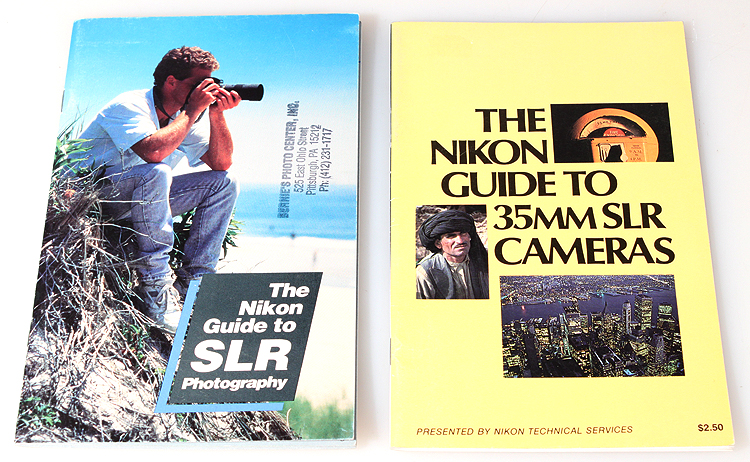 BERNIE'S PHOTO CENTER, INC.
525 East Ohio Street
Pittsburgh, PA 15212
Ph: (412) 231-1717
The
Nikon
Guide to
SLR
Photography
THE
NIKON
GUIDE TO
35MM SLR
CAMERAS
PRESENTED BY NIKON TECHNICAL SERVICES
$2.50